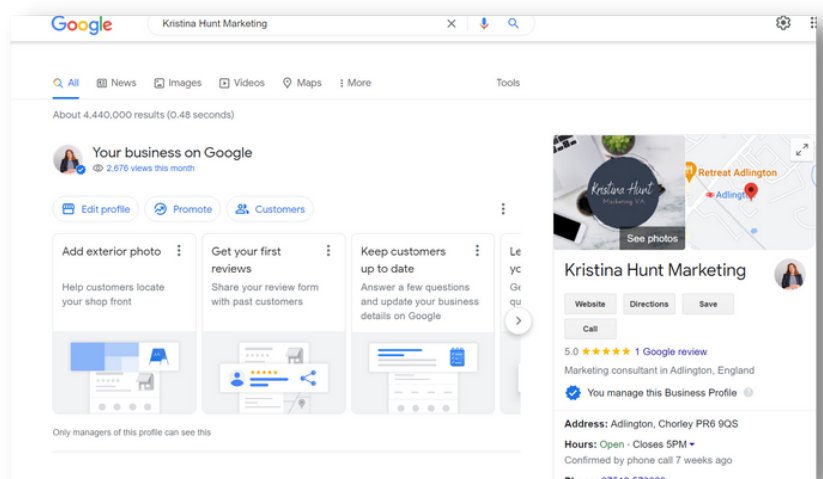 Google
Kristina Hunt Marketing
All News Images Videos Maps More Tools
About 4,440,000 results (0.48 seconds)
Your business on Google
2,676 views this month
Edit profile Promote Customers
Add exterior photo
Help customers locate
your shop front
Get your first
reviews
Share your review form
with past customers
Keep customers
up to date
Answer a few questions
and update your business
details on Google
Le
yo
Ge
qu
Only managers of this profile can see this
Kristina Hunt
Marketing VA
See photos
Retreat Adlington
Adlington
Kristina Hunt Marketing
Website Directions Save
Call
5.0 1 Google review
Marketing consultant in Adlington, England
You manage this Business Profile
Address: Adlington, Chorley PR6 9QS
Hours: Open · Closes 5PM
Confirmed by phone call 7 weeks ago